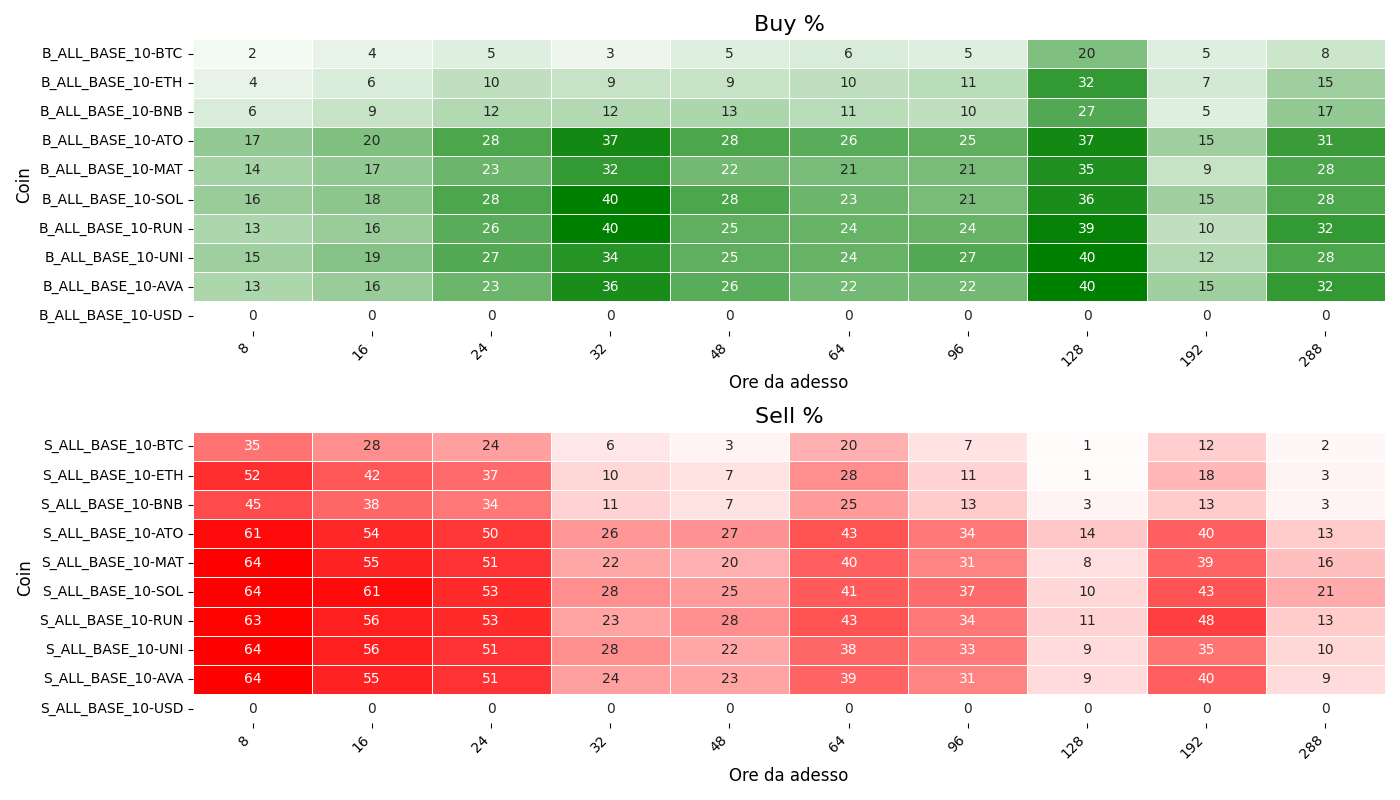 Buy %
Coin
B_ALL_BASE_10-BTC 2 4 5 3 5 6 5 20 5 8
B_ALL_BASE_10-ETH 4 6 10 9 9 10 11 32 7 15
B_ALL_BASE_10-BNB 6 9 12 12 13 11 10 27 5 17
B_ALL_BASE_10-ATO 17 20 28 37 28 26 25 37 15 31
B_ALL_BASE_10-MAT 14 17 23 32 22 21 21 35 9 28
B_ALL_BASE_10-SOL 16 18 28 40 28 23 21 36 15 28
B_ALL_BASE_10-RUN 13 16 26 40 25 24 24 39 10 32
B_ALL_BASE_10-UNI 15 19 27 34 25 24 27 40 12 28
B_ALL_BASE_10-AVA 13 16 23 36 26 22 22 40 15 32
B_ALL_BASE_10-USD 0 0 0 0 0 0 0 0 0 0
8 16 24 32 48 64 96 128 192 288
Ore da adesso
Sell %
Coin
S_ALL_BASE_10-BTC 35 28 24 6 3 20 7 1 12 2
S_ALL_BASE_10-ETH 52 42 37 10 7 28 11 1 18 3
S_ALL_BASE_10-BNB 45 38 34 11 7 25 13 3 13 3
S_ALL_BASE_10-ATO 61 54 50 26 27 43 34 14 40 13
S_ALL_BASE_10-MAT 64 55 51 22 20 40 31 8 39 16
S_ALL_BASE_10-SOL 64 61 53 28 25 41 37 10 43 21
S_ALL_BASE_10-RUN 63 56 53 23 28 43 34 11 48 13
S_ALL_BASE_10-UNI 64 56 51 28 22 38 33 9 35 10
S_ALL_BASE_10-AVA 64 55 51 24 23 39 31 9 40 9
S_ALL_BASE_10-USD 0 0 0 0 0 0 0 0 0 0
8 16 24 32 48 64 96 128 192 288
Ore da adesso